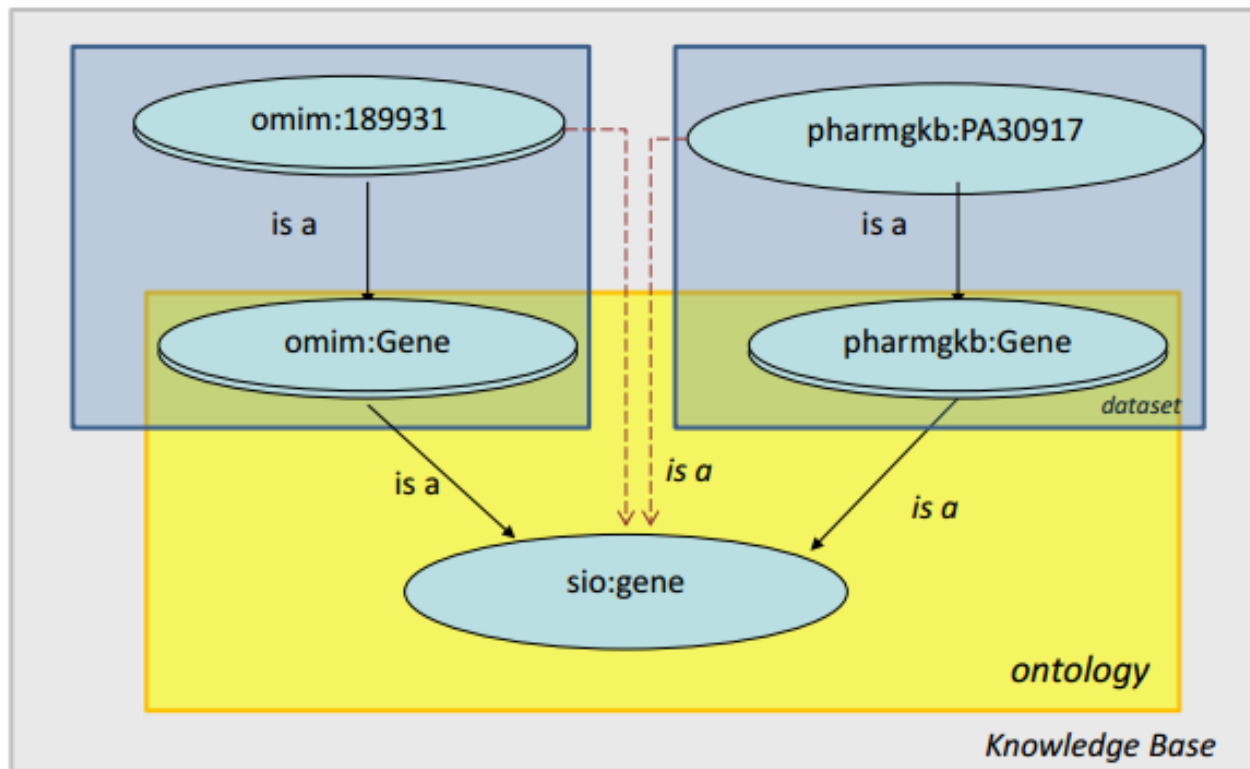 omim:189931
pharmgkb:PA30917
is a
is a
omim:Gene
pharmgkb:Gene
dataset
is a
is a
is a
sio:gene
ontology
Knowledge Base